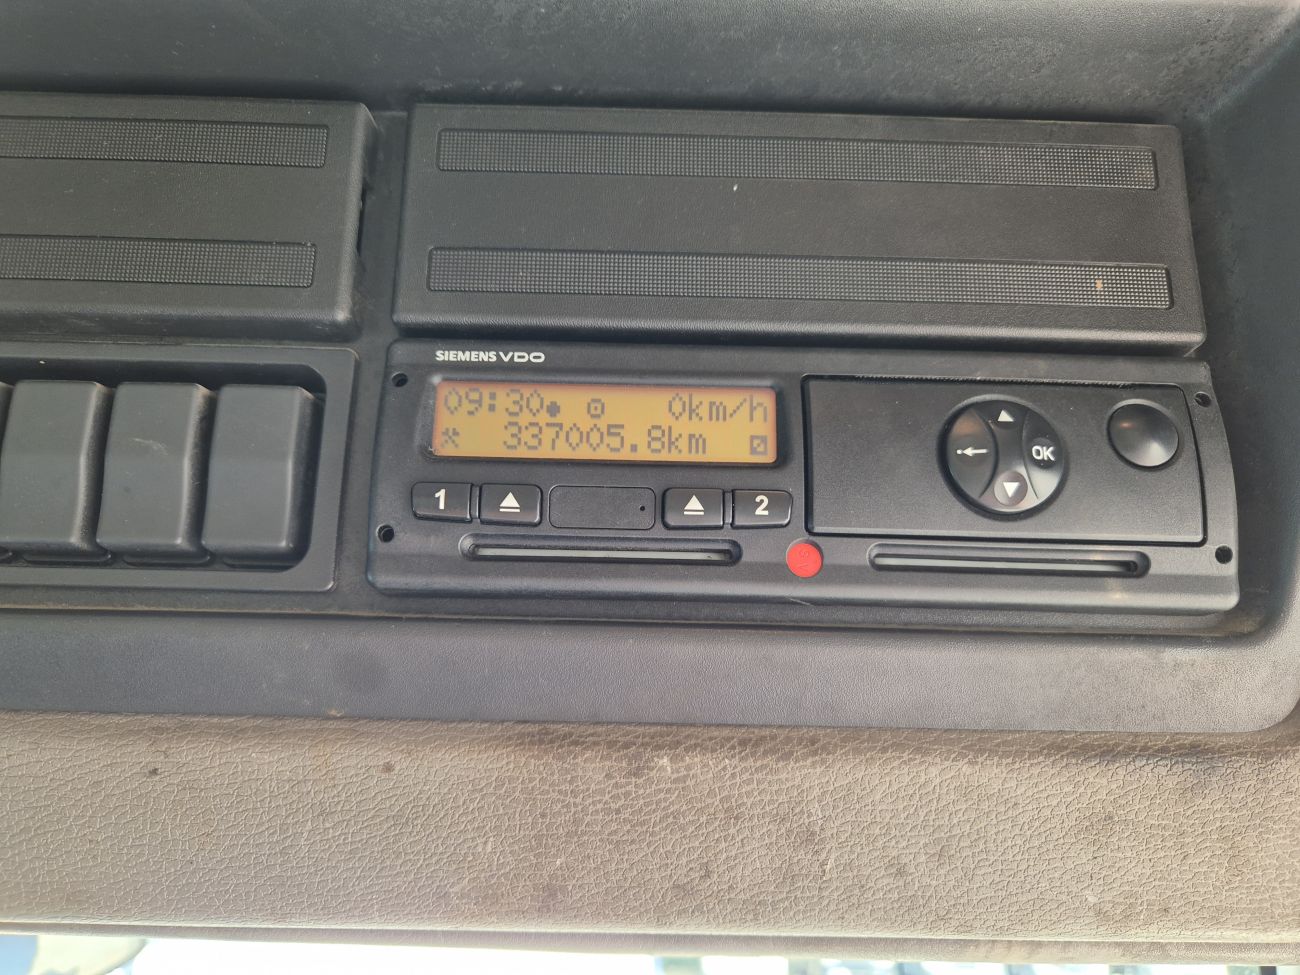 SIEMENS VDO
09:30 0km/h
337005.8km
1 2
OK